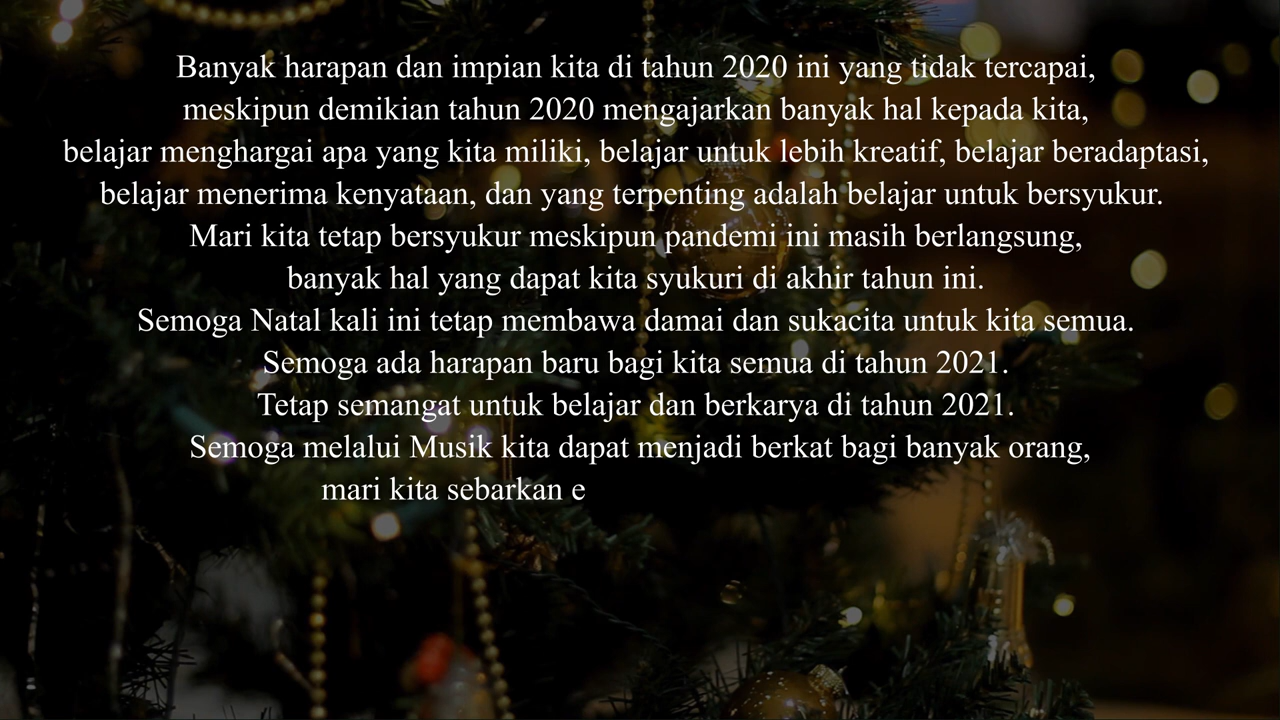 Banyak harapan dan impian kita di tahun 2020 ini yang tidak tercapai,
meskipun demikian tahun 2020 mengajarkan banyak hal kepada kita,
belajar menghargai apa yang kita miliki, belajar untuk lebih kreatif, belajar beradaptasi,
belajar menerima kenyataan, dan yang terpenting adalah belajar untuk bersyukur.
Mari kita tetap bersyukur meskipun pandemi ini masih berlangsung,
banyak hal yang dapat kita syukuri di akhir tahun ini.
Semoga Natal kali ini tetap membawa damai dan sukacita untuk kita semua.
Semoga ada harapan baru bagi kita semua di tahun 2021.
Tetap semangat untuk belajar dan berkarya di tahun 2021.
Semoga melalui Musik kita dapat menjadi berkat bagi banyak orang,
mari kita sebarkan e